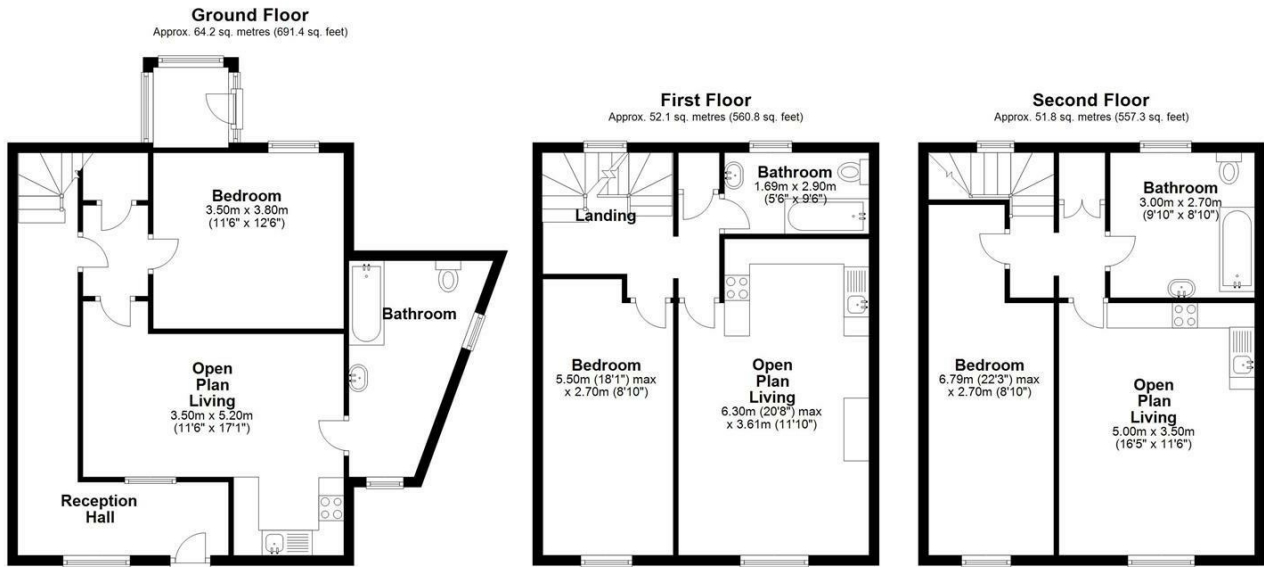 Ground Floor
Approx. 64.2 sq. metres (691.4 sq. feet)
Bedroom
3.50m x 3.80m
(11'6" x 12'6")
Bathroom
Open
Plan
Living
3.50m x 5.20m
(11'6" x 17'1")
Reception
Hall
First Floor
Approx. 52.1 sq. metres (560.8 sq. feet)
Bathroom
1.69m x 2.90m
(5'6" x 9'6")
Landing
Bedroom
5.50m (18'1") max
x 2.70m (8'10")
Open
Plan
Living
6.30m (20'8") max
x 3.61m (11'10")
Second Floor
Approx. 51.8 sq. metres (557.3 sq. feet)
Bathroom
3.00m x 2.70m
(9'10" x 8'10")
Bedroom
6.79m (22'3") max
x 2.70m (8'10")
Open
Plan
Living
5.00m x 3.50m
(16'5" x 11'6")